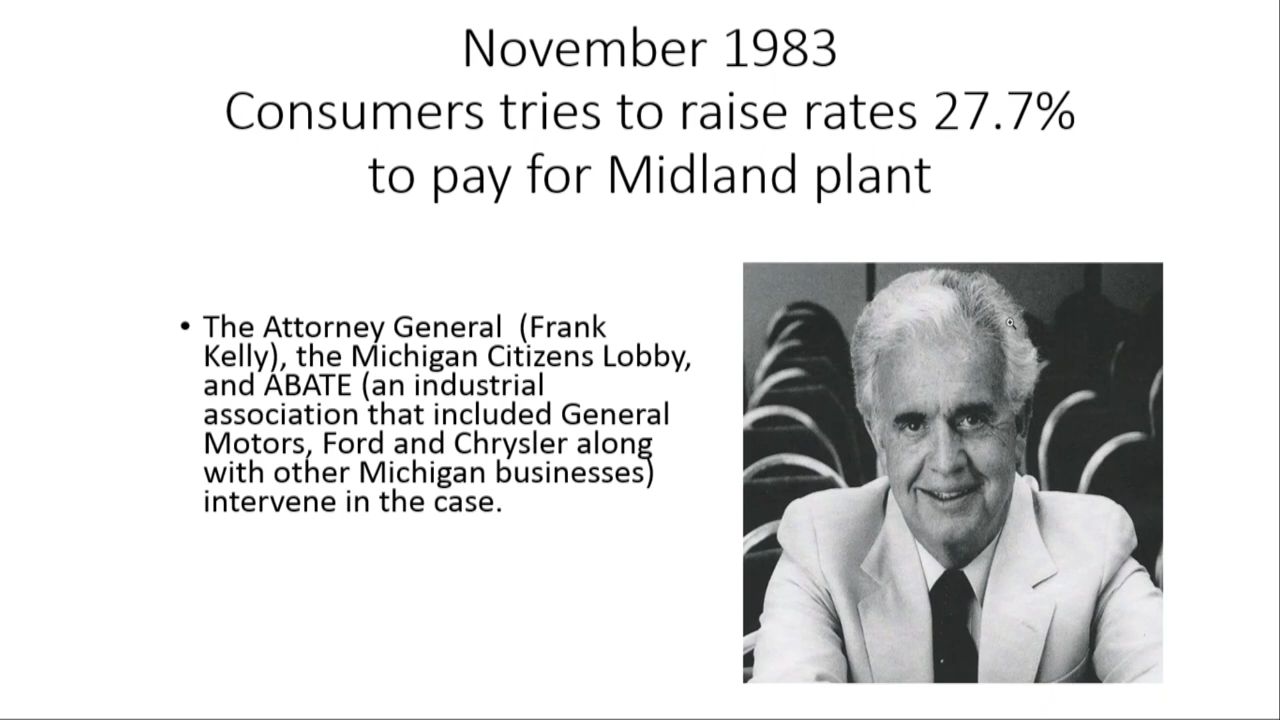 November 1983
Consumers tries to raise rates 27.7%
to pay for Midland plant
• The Attorney General  (Frank
Kelly), the Michigan Citizens Lobby,
and ABATE (an industrial
association that included General
Motors, Ford and Chrysler along
with other Michigan businesses)
intervene in the case.